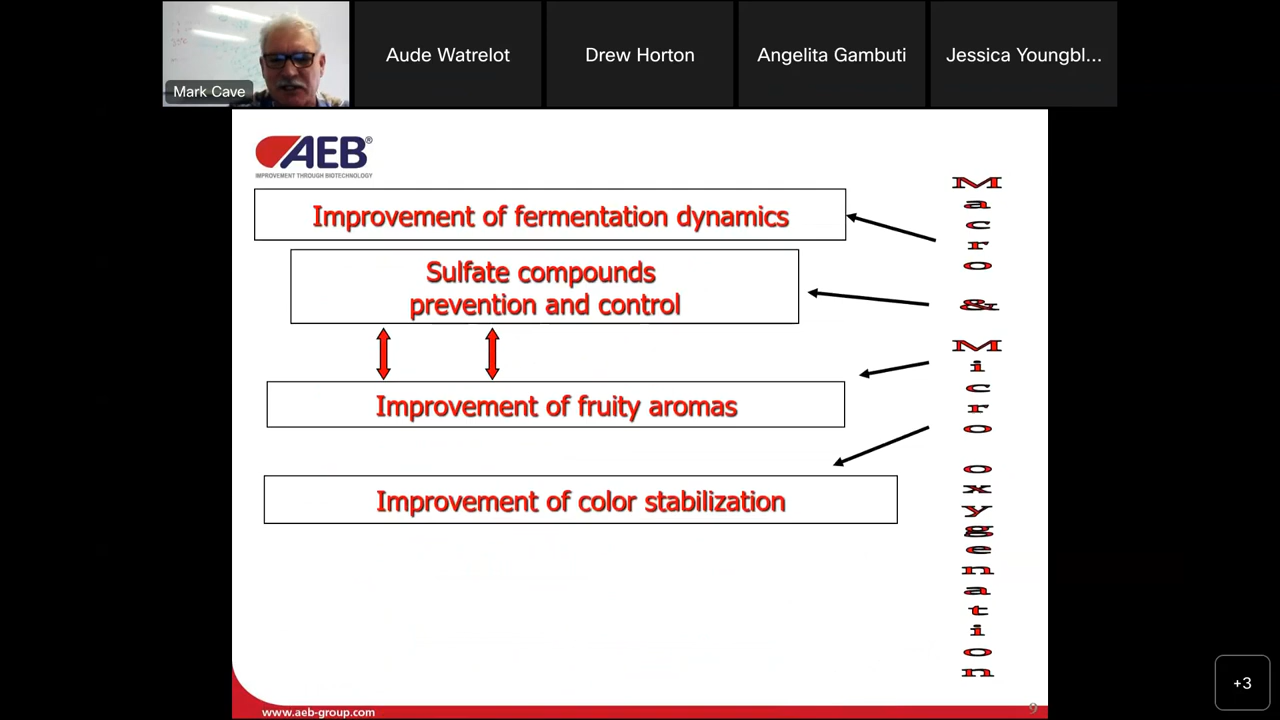 Mark Cave
Aude Watrelot
Drew Horton
Angelita Gambuti
Jessica Youngbl...
AEB®
IMPROVEMENT THROUGH BIOTECHNOLOGY
Improvement of fermentation dynamics
Sulfate compounds
prevention and control
Improvement of fruity aromas
Improvement of color stabilization
Macro & Micro oxygenation
www.aeb-group.com
9
+3